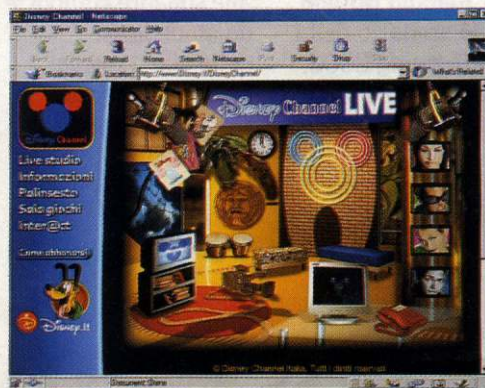 Disney Channel - Netscape
File Edit View Go Communicator Help
Back Forward Reload Home Search Netscape Print Security Shop Stop
Bookmarks Location: http://www.Disney.it/DisneyChannel/ What's Related
Disney Channel LIVE
Disney Channel
Live studio
Informazioni
Palinsesto
Sala giochi
Inter@ct
Come abbonarsi
Disney.it
© Disney Channel Italia. Tutti i diritti riservati
Document: Done